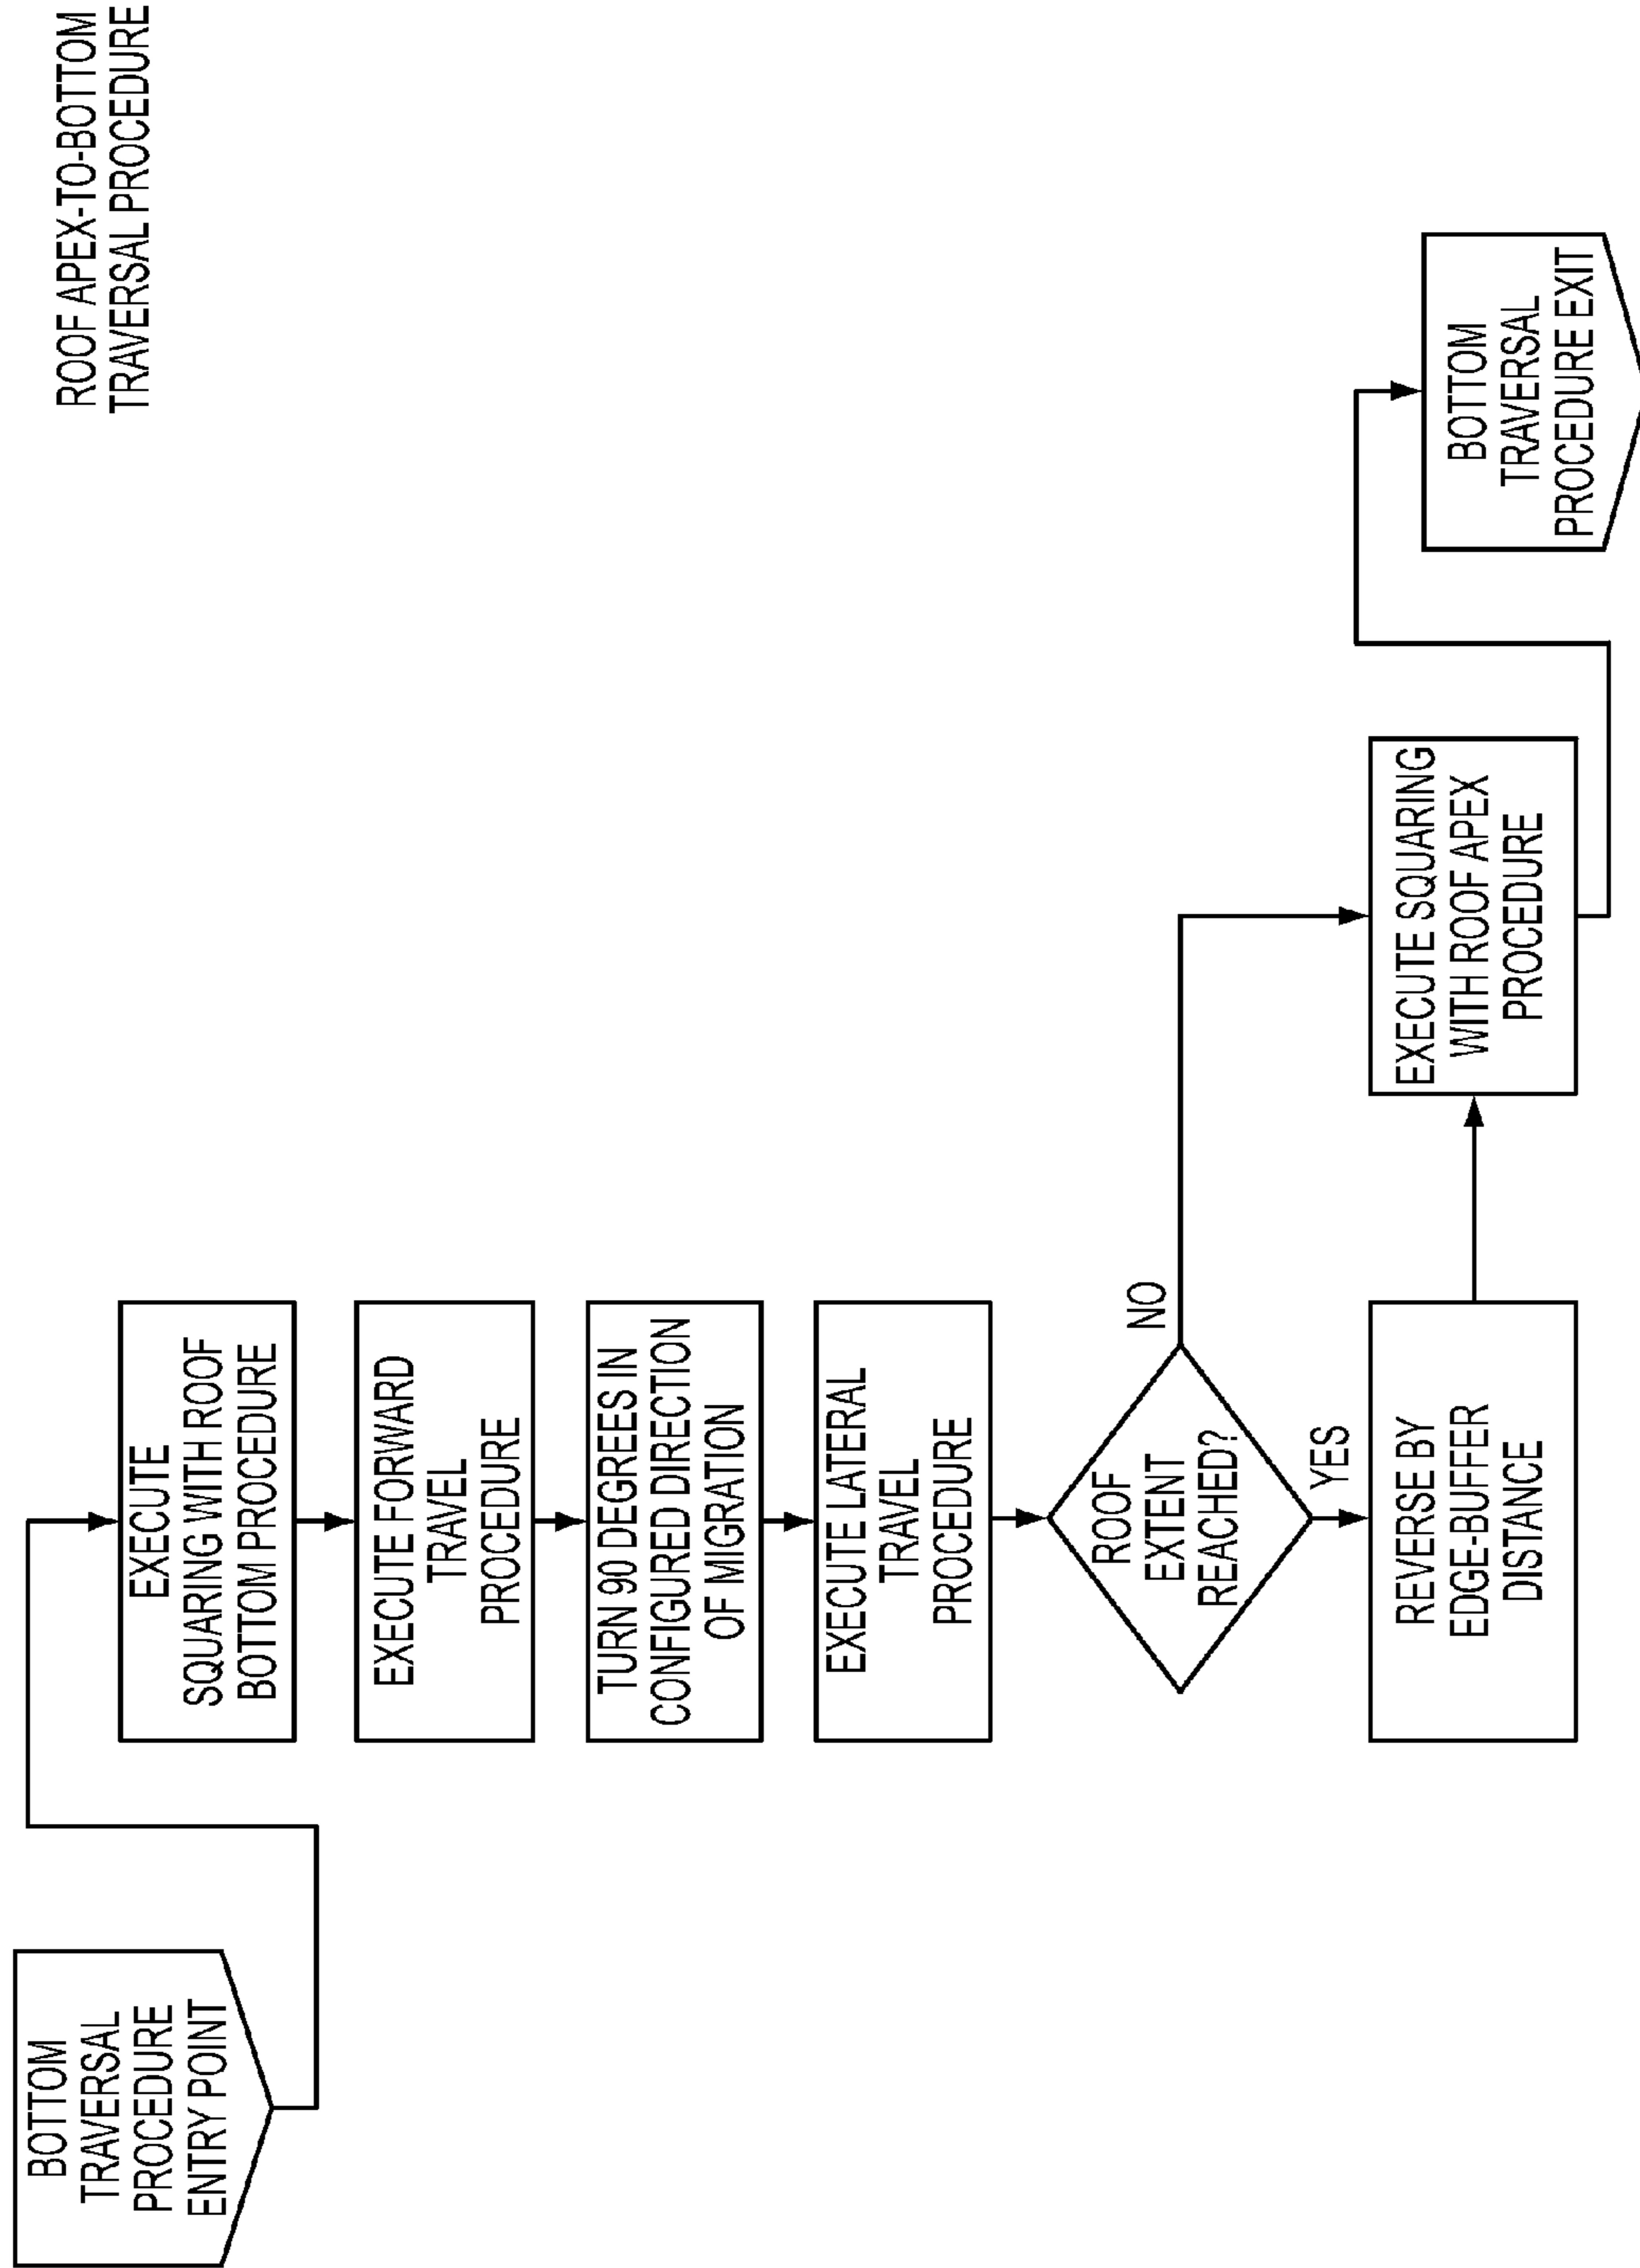 ROOF APEX-TO-BOTTOM
TRAVERSAL PROCEDURE
BOTTOM
TRAVERSAL
PROCEDURE
ENTRY POINT
EXECUTE
SQUARING WITH ROOF
BOTTOM PROCEDURE
EXECUTE FORWARD
TRAVEL
PROCEDURE
TURN 90 DEGREES IN
CONFIGURED DIRECTION
OF MIGRATION
EXECUTE LATERAL
TRAVEL
PROCEDURE
ROOF
EXTENT
REACHED?
NO
YES
REVERSE BY
EDGE-BUFFER
DISTANCE
EXECUTE SQUARING
WITH ROOF APEX
PROCEDURE
BOTTOM
TRAVERSAL
PROCEDURE EXIT